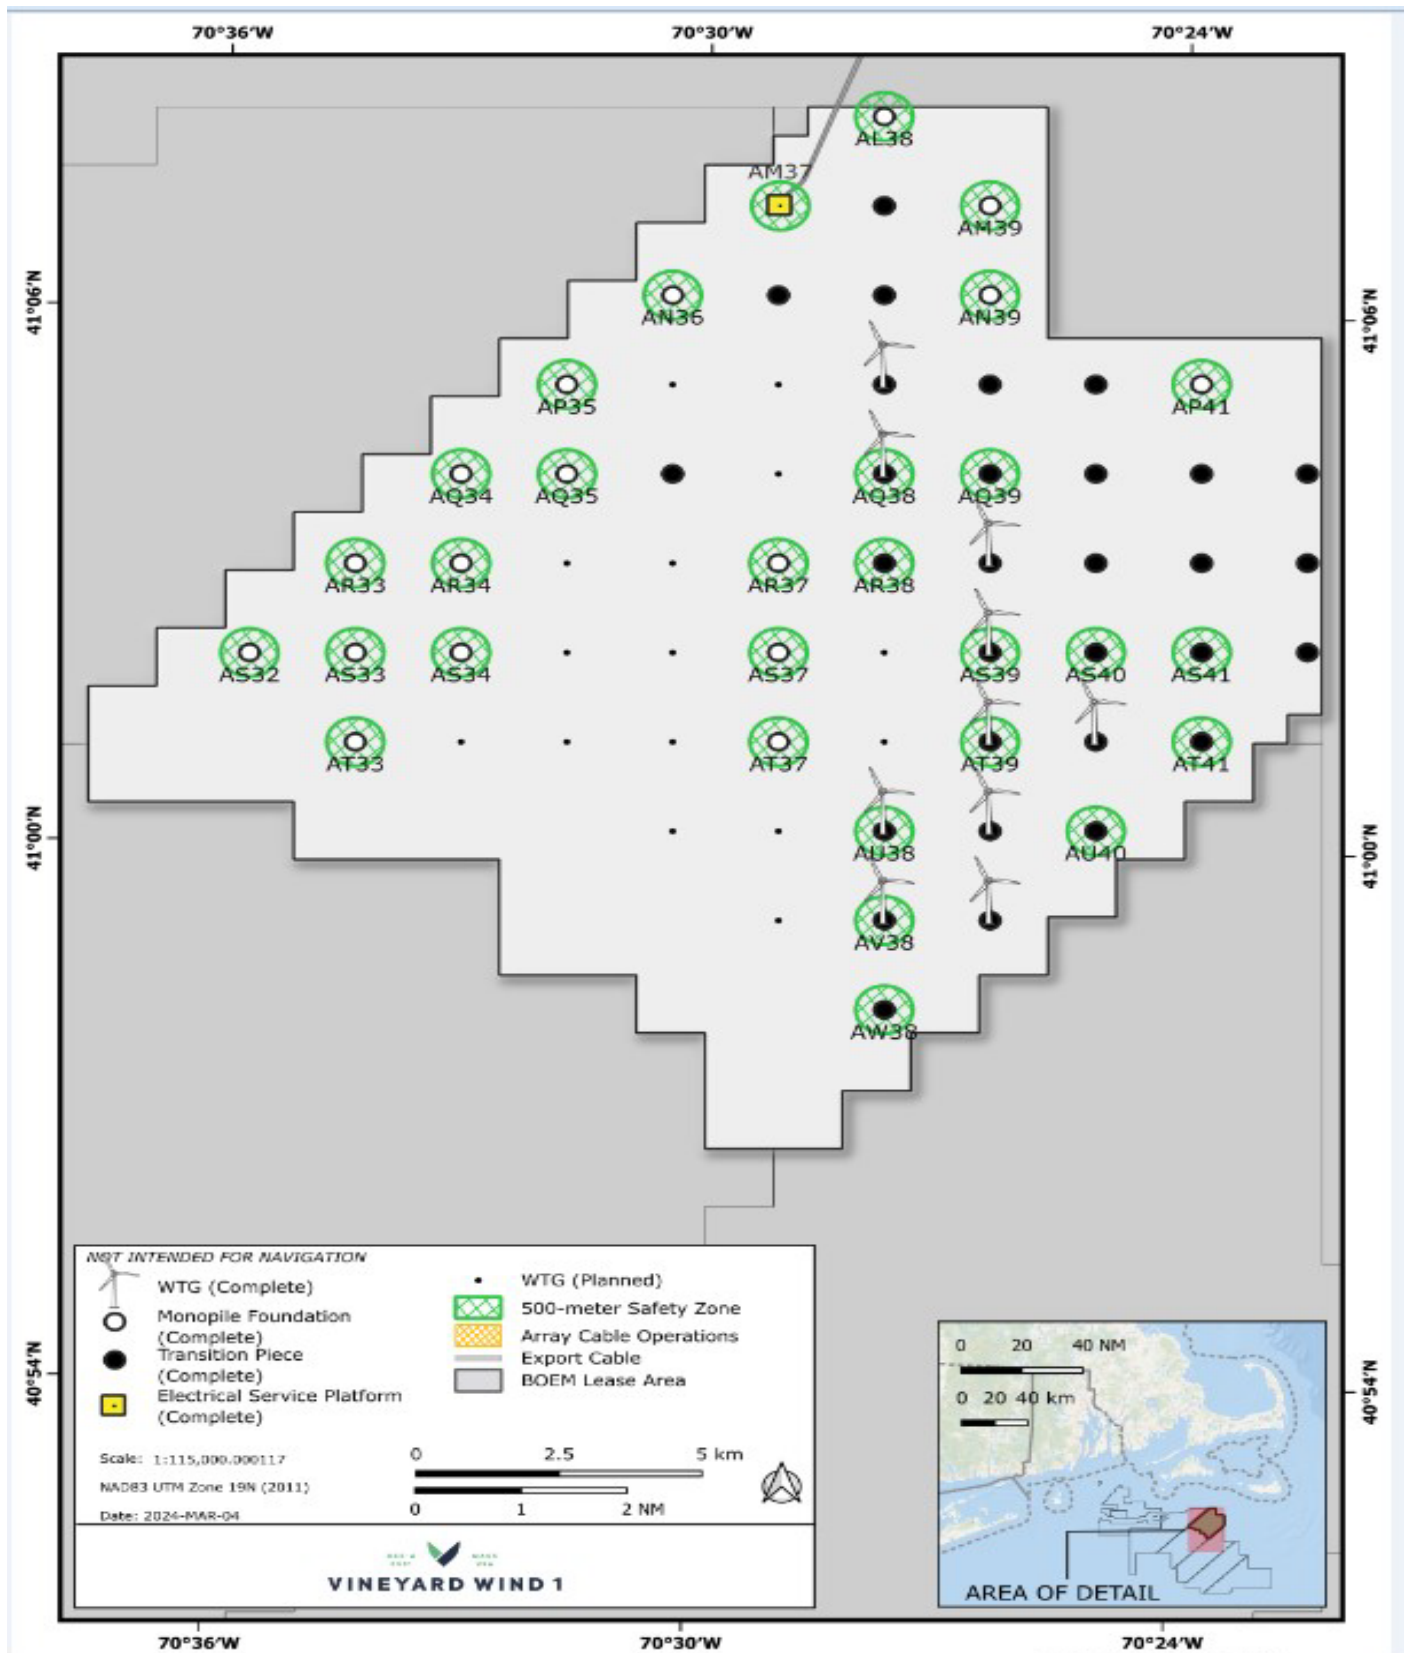 70°36′W 70°30′W 70°24′W
AL38
AM37
AM39
41°06′N
AN36 AN39
41°06′N
AP35 AP41
AQ34 AQ35 AQ38 AQ39
AR33 AR34 AR37 AR38
AS32 AS33 AS34 AS37 AS39 AS40 AS41
AT33 AT37 AT39 AT41
41°00′N
AU38 AU40
41°00′N
AV38
AW38
NOT INTENDED FOR NAVIGATION
WTG (Complete)
Monopile Foundation
(Complete)
Transition Piece
(Complete)
Electrical Service Platform
(Complete)
WTG (Planned)
500-meter Safety Zone
Array Cable Operations
Export Cable
BOEM Lease Area
Scale: 1:115,000.000117
NAD83 UTM Zone 19N (2011)
Date: 2024-MAR-04
0 2.5 5 km
0 1 2 NM
VINEYARD WIND 1
40°54′N
40°54′N
0 20 40 NM
0 20 40 km
AREA OF DETAIL
70°36′W 70°30′W 70°24′W